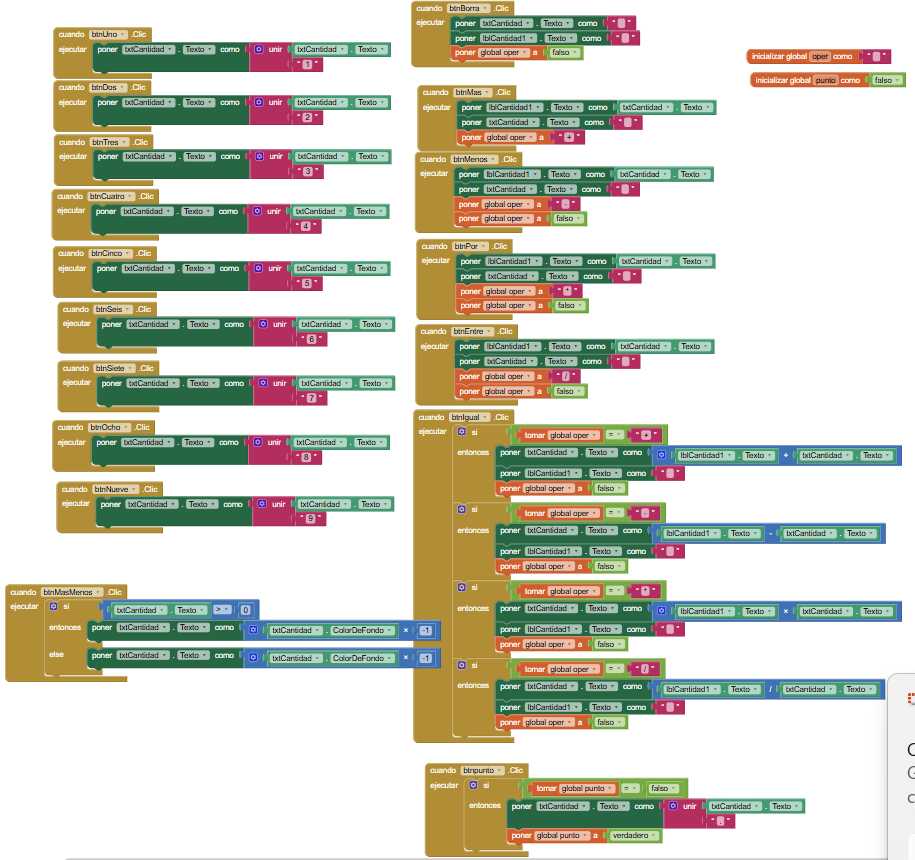 cuando btnUno .Clic
ejecutar poner txtCantidad . Texto como unir txtCantidad . Texto
" 1 "
cuando btnDos .Clic
ejecutar poner txtCantidad . Texto como unir txtCantidad . Texto
" 2 "
cuando btnTres .Clic
ejecutar poner txtCantidad . Texto como unir txtCantidad . Texto
" 3 "
cuando btnCuatro .Clic
ejecutar poner txtCantidad . Texto como unir txtCantidad . Texto
" 4 "
cuando btnCinco .Clic
ejecutar poner txtCantidad . Texto como unir txtCantidad . Texto
" 5 "
cuando btnSeis .Clic
ejecutar poner txtCantidad . Texto como unir txtCantidad . Texto
" 6 "
cuando btnSiete .Clic
ejecutar poner txtCantidad . Texto como unir txtCantidad . Texto
" 7 "
cuando btnOcho .Clic
ejecutar poner txtCantidad . Texto como unir txtCantidad . Texto
" 8 "
cuando btnNueve .Clic
ejecutar poner txtCantidad . Texto como unir txtCantidad . Texto
" 9 "
cuando btnMasMenos .Clic
ejecutar si txtCantidad . Texto > 0
entonces poner txtCantidad . Texto como txtCantidad . ColorDeFondo × -1
else poner txtCantidad . Texto como txtCantidad . ColorDeFondo × -1
cuando btnBorra .Clic
ejecutar poner txtCantidad . Texto como " "
poner lblCantidad1 . Texto como " "
poner global oper a falso
cuando btnMas .Clic
ejecutar poner lblCantidad1 . Texto como txtCantidad . Texto
poner txtCantidad . Texto como " "
poner global oper a " + "
cuando btnMenos .Clic
ejecutar poner lblCantidad1 . Texto como txtCantidad . Texto
poner txtCantidad . Texto como " "
poner global oper a " - "
poner global oper a falso
cuando btnPor .Clic
ejecutar poner lblCantidad1 . Texto como txtCantidad . Texto
poner txtCantidad . Texto como " "
poner global oper a " * "
poner global oper a falso
cuando btnEntre .Clic
ejecutar poner lblCantidad1 . Texto como txtCantidad . Texto
poner txtCantidad . Texto como " "
poner global oper a " / "
poner global oper a falso
cuando btnIgual .Clic
ejecutar si tomar global oper = " + "
entonces poner txtCantidad . Texto como lblCantidad1 . Texto + txtCantidad . Texto
poner lblCantidad1 . Texto como " "
poner global oper a falso
si tomar global oper = " - "
entonces poner txtCantidad . Texto como lblCantidad1 . Texto - txtCantidad . Texto
poner lblCantidad1 . Texto como " "
poner global oper a falso
si tomar global oper = " * "
entonces poner txtCantidad . Texto como lblCantidad1 . Texto × txtCantidad . Texto
poner lblCantidad1 . Texto como " "
poner global oper a falso
si tomar global oper = " / "
entonces poner txtCantidad . Texto como lblCantidad1 . Texto / txtCantidad . Texto
poner lblCantidad1 . Texto como " "
poner global oper a falso
cuando btnpunto .Clic
ejecutar si tomar global punto = falso
entonces poner txtCantidad . Texto como unir txtCantidad . Texto
" . "
poner global punto a verdadero
inicializar global oper como " "
inicializar global punto como falso